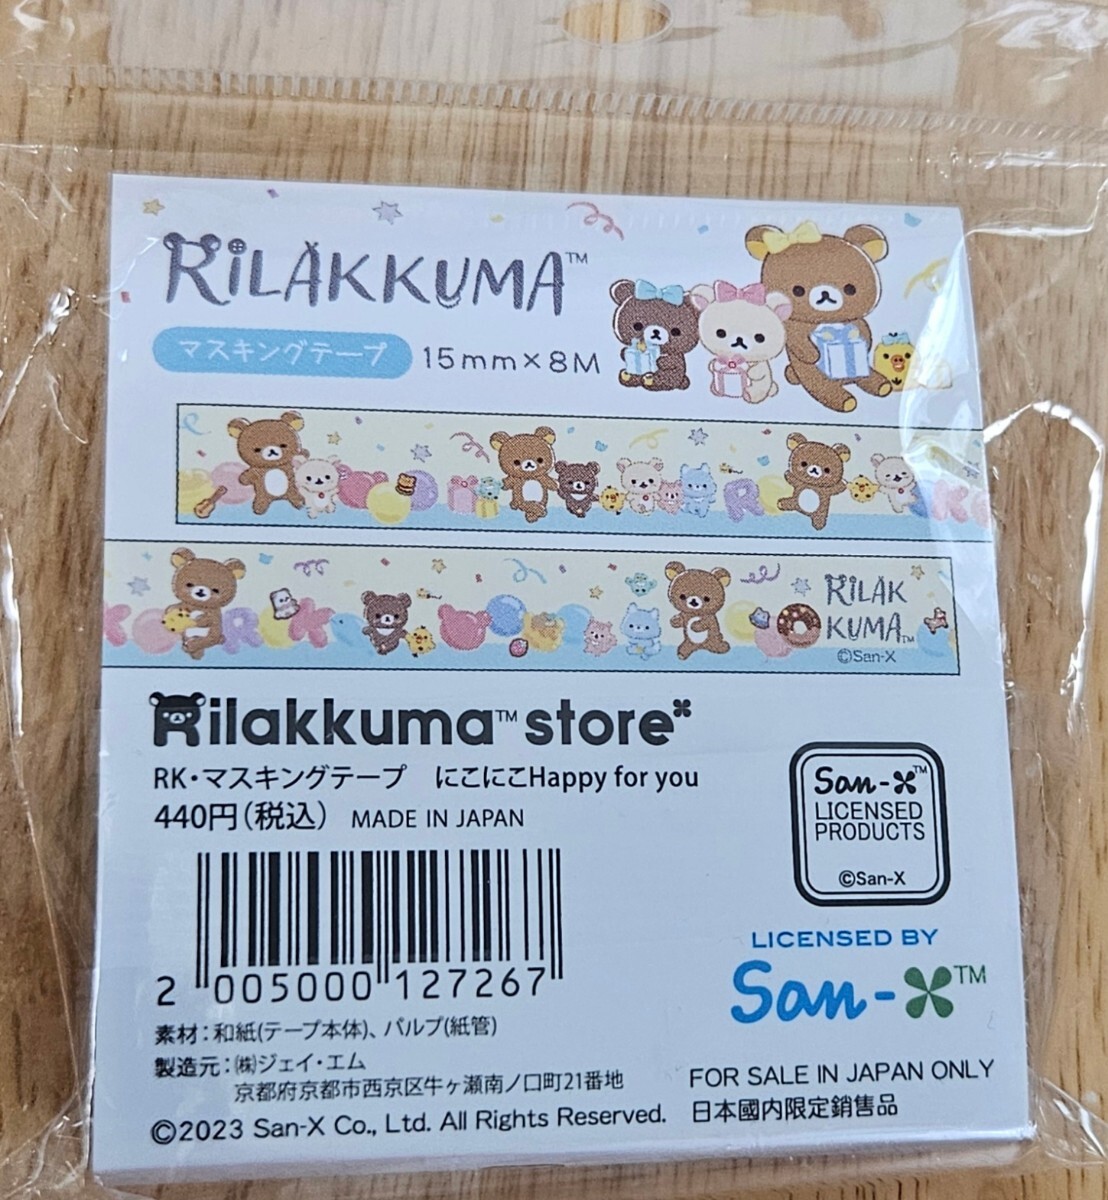 RiLAKKUMA™
マスキングテープ 15mm×8M
R K
K R K
RiLAK
KUMA™
©San-X
Rilakkuma™ store
RK・マスキングテープ にこにこHappy for you
440円(税込) MADE IN JAPAN
San-X™
LICENSED
PRODUCTS
©San-X
2 005000 127267
LICENSED BY
San-X™
素材:和紙(テープ本体)、パルプ(紙管)
製造元:㈱ジェイ・エム
京都府京都市西京区牛ヶ瀬南ノ口町21番地
FOR SALE IN JAPAN ONLY
©2023 San-X Co., Ltd. All Rights Reserved.
日本國内限定銷售品